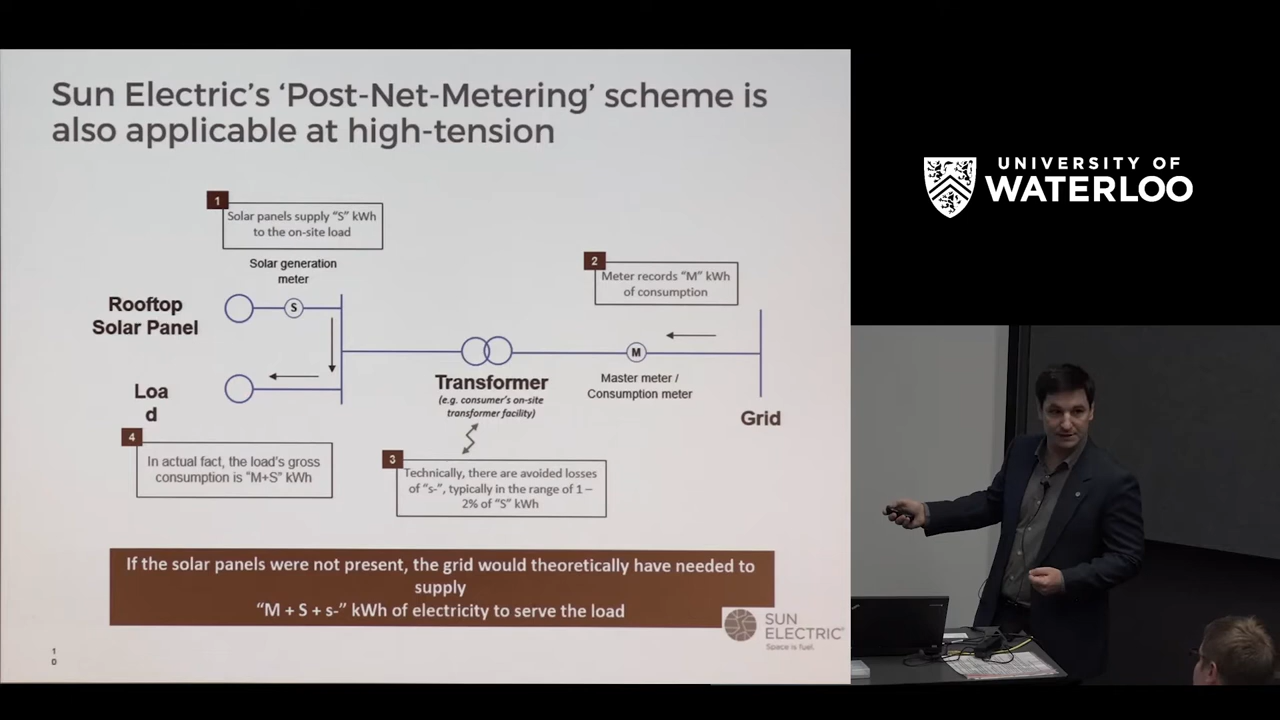 Sun Electric's 'Post-Net-Metering' scheme is
also applicable at high-tension
1
Solar panels supply "S" kWh
to the on-site load
Solar generation
meter
Rooftop
Solar Panel
S
2
Meter records "M" kWh
of consumption
M
Master meter /
Consumption meter
Grid
Transformer
(e.g. consumer's on-site
transformer facility)
Loa
d
4
In actual fact, the load's gross
consumption is "M+S" kWh
3
Technically, there are avoided losses
of "s-", typically in the range of 1 –
2% of "S" kWh
If the solar panels were not present, the grid would theoretically have needed to
supply
"M + S + s-" kWh of electricity to serve the load
SUN
ELECTRIC
Space is fuel.
1
0
UNIVERSITY OF
WATERLOO